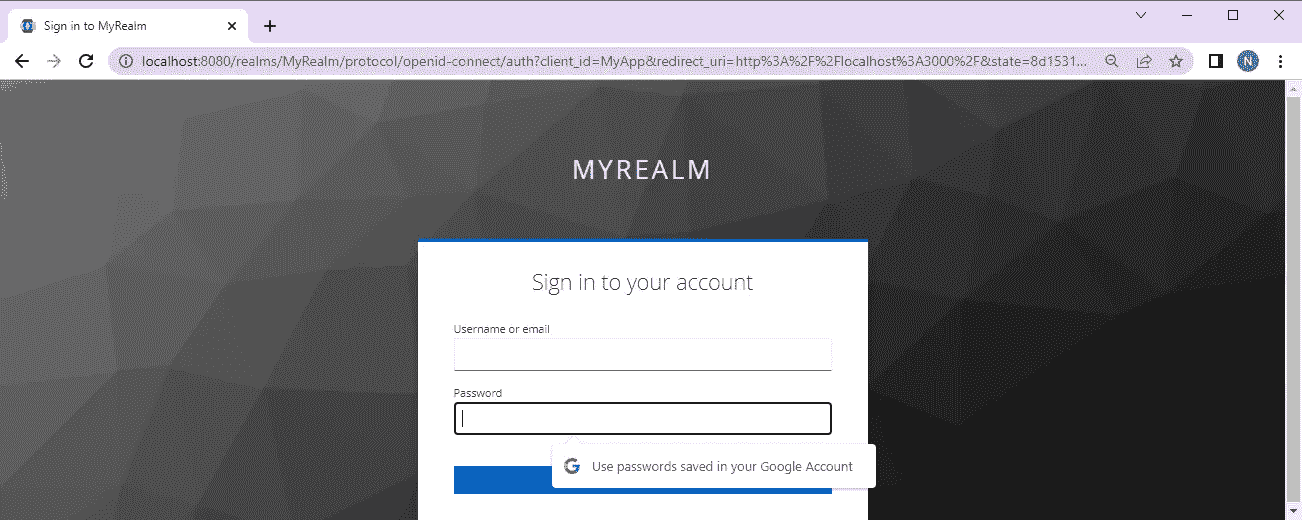 Sign in to MyRealm
localhost:8080/realms/MyRealm/protocol/openid-connect/auth?client_id=MyApp&redirect_uri=http%3A%2F%2Flocalhost%3A3000%2F&state=8d1531...
N
MYREALM
Sign in to your account
Username or email
Password
G
Use passwords saved in your Google Account